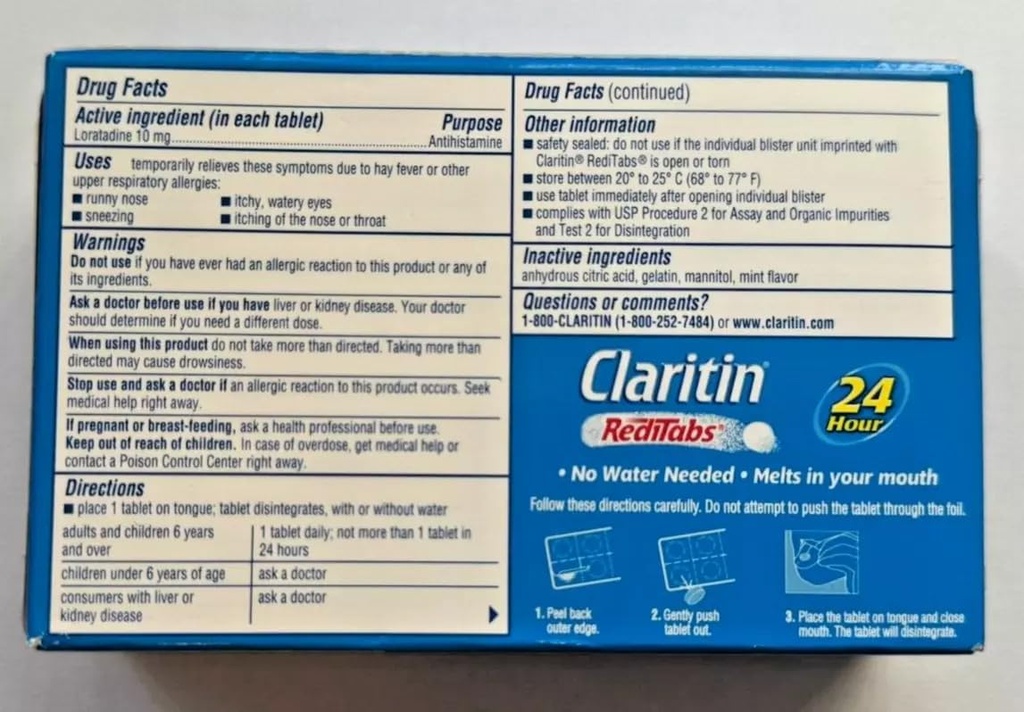 Drug Facts
Active ingredient (in each tablet) Purpose
Loratadine 10 mg........................................................................Antihistamine
Uses temporarily relieves these symptoms due to hay fever or other
upper respiratory allergies:
■ runny nose ■ itchy, watery eyes
■ sneezing ■ itching of the nose or throat
Warnings
Do not use if you have ever had an allergic reaction to this product or any of
its ingredients.
Ask a doctor before use if you have liver or kidney disease. Your doctor
should determine if you need a different dose.
When using this product do not take more than directed. Taking more than
directed may cause drowsiness.
Stop use and ask a doctor if an allergic reaction to this product occurs. Seek
medical help right away.
If pregnant or breast-feeding, ask a health professional before use.
Keep out of reach of children. In case of overdose, get medical help or
contact a Poison Control Center right away.
Directions
■ place 1 tablet on tongue; tablet disintegrates, with or without water
adults and children 6 years
and over
1 tablet daily; not more than 1 tablet in
24 hours
children under 6 years of age
ask a doctor
consumers with liver or
kidney disease
ask a doctor
Drug Facts (continued)
Other information
■ safety sealed: do not use if the individual blister unit imprinted with
Claritin® RediTabs® is open or torn
■ store between 20° to 25° C (68° to 77° F)
■ use tablet immediately after opening individual blister
■ complies with USP Procedure 2 for Assay and Organic Impurities
and Test 2 for Disintegration
Inactive ingredients
anhydrous citric acid, gelatin, mannitol, mint flavor
Questions or comments?
1-800-CLARITIN (1-800-252-7484) or www.claritin.com
Claritin®
RediTabs®
24
Hour
• No Water Needed • Melts in your mouth
Follow these directions carefully. Do not attempt to push the tablet through the foil.
1. Peel back
outer edge.
2. Gently push
tablet out.
3. Place the tablet on tongue and close
mouth. The tablet will disintegrate.